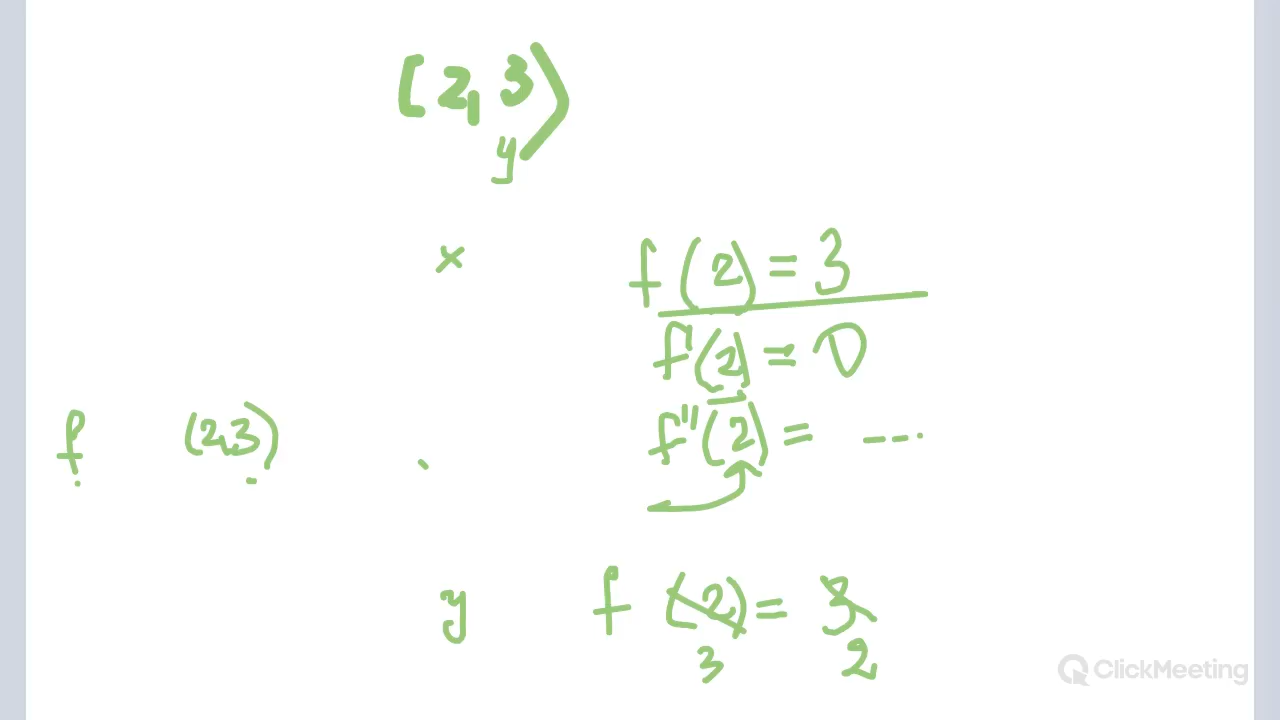 [2,3)
y
x
f(2)=3
f'(2)=0
f (2,3)
f''(2)= ---
y f(2)=3
3 2
ClickMeeting